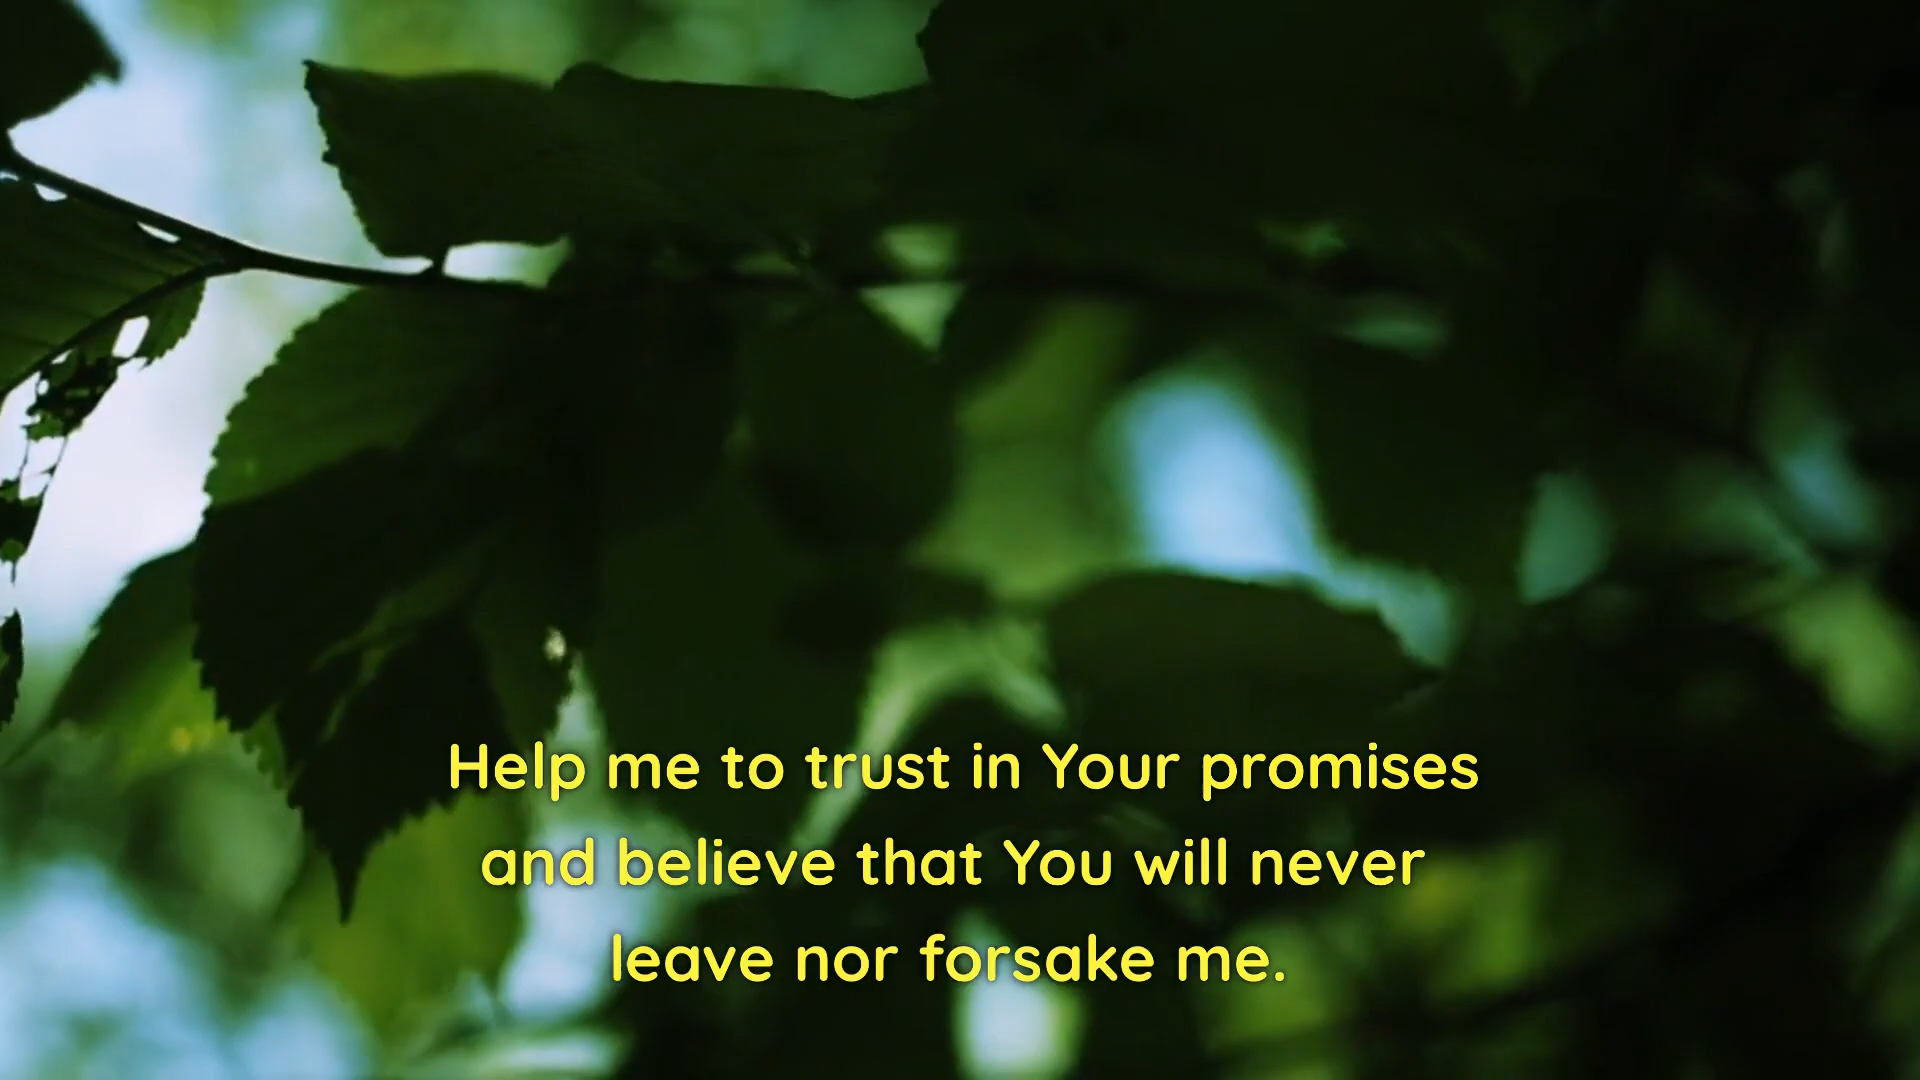 Help me to trust in Your promises
and believe that You will never
leave nor forsake me.